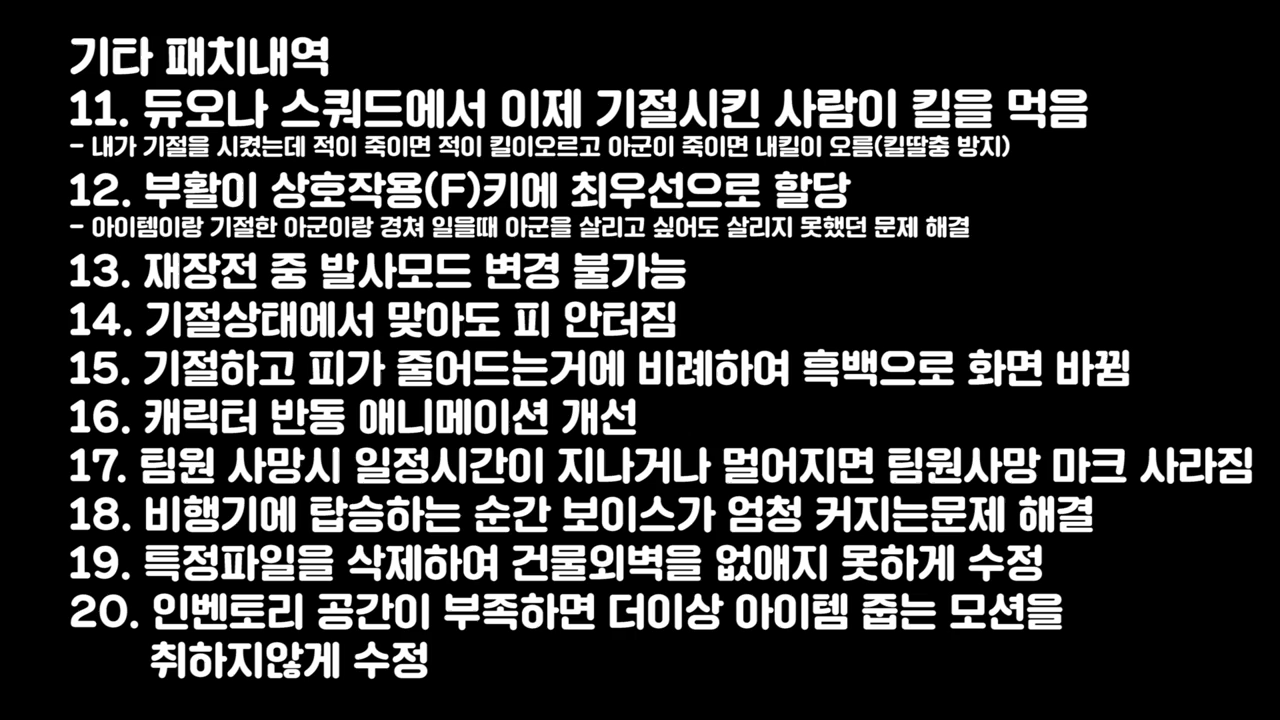 기타 패치내역
11. 듀오나 스쿼드에서 이제 기절시킨 사람이 킬을 먹음
- 내가 기절을 시켰는데 적이 죽이면 적이 킬이오르고 아군이 죽이면 내킬이 오름(킬딸충 방지)
12. 부활이 상호작용(F)키에 최우선으로 할당
- 아이템이랑 기절한 아군이랑 경쳐 일을때 아군을 살리고 싶어도 살리지 못했던 문제 해결
13. 재장전 중 발사모드 변경 불가능
14. 기절상태에서 맞아도 피 안터짐
15. 기절하고 피가 줄어드는거에 비례하여 흑백으로 화면 바뀜
16. 캐릭터 반동 애니메이션 개선
17. 팀원 사망시 일정시간이 지나거나 멀어지면 팀원사망 마크 사라짐
18. 비행기에 탑승하는 순간 보이스가 엄청 커지는문제 해결
19. 특정파일을 삭제하여 건물외벽을 없애지 못하게 수정
20. 인벤토리 공간이 부족하면 더이상 아이템 줍는 모션을
취하지않게 수정